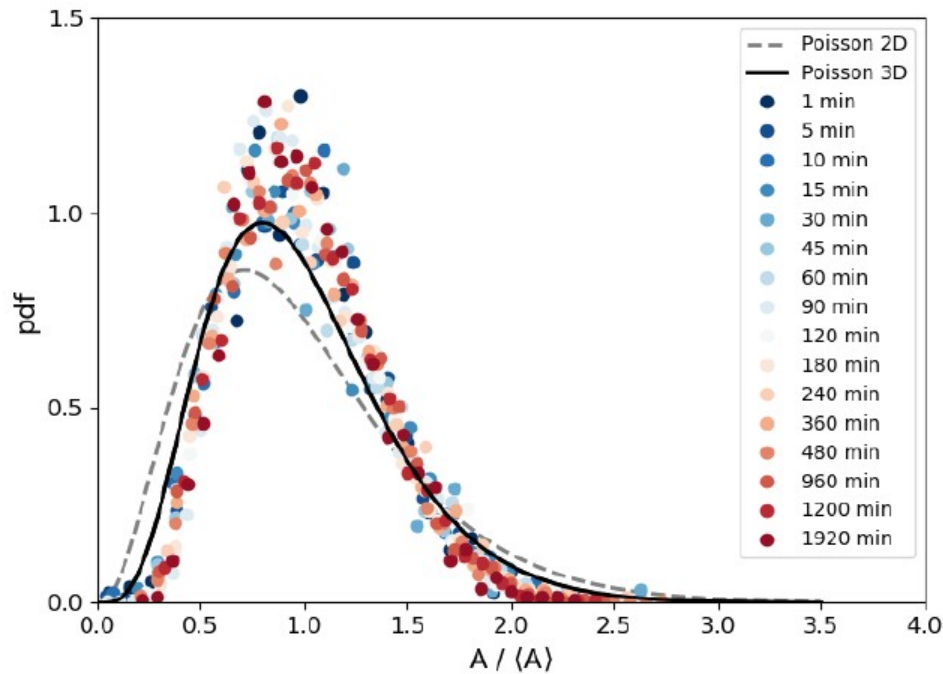 1.5
1.0
0.5
0.0
pdf
0.0 0.5 1.0 1.5 2.0 2.5 3.0 3.5 4.0
A / ⟨A⟩
Poisson 2D
Poisson 3D
1 min
5 min
10 min
15 min
30 min
45 min
60 min
90 min
120 min
180 min
240 min
360 min
480 min
960 min
1200 min
1920 min